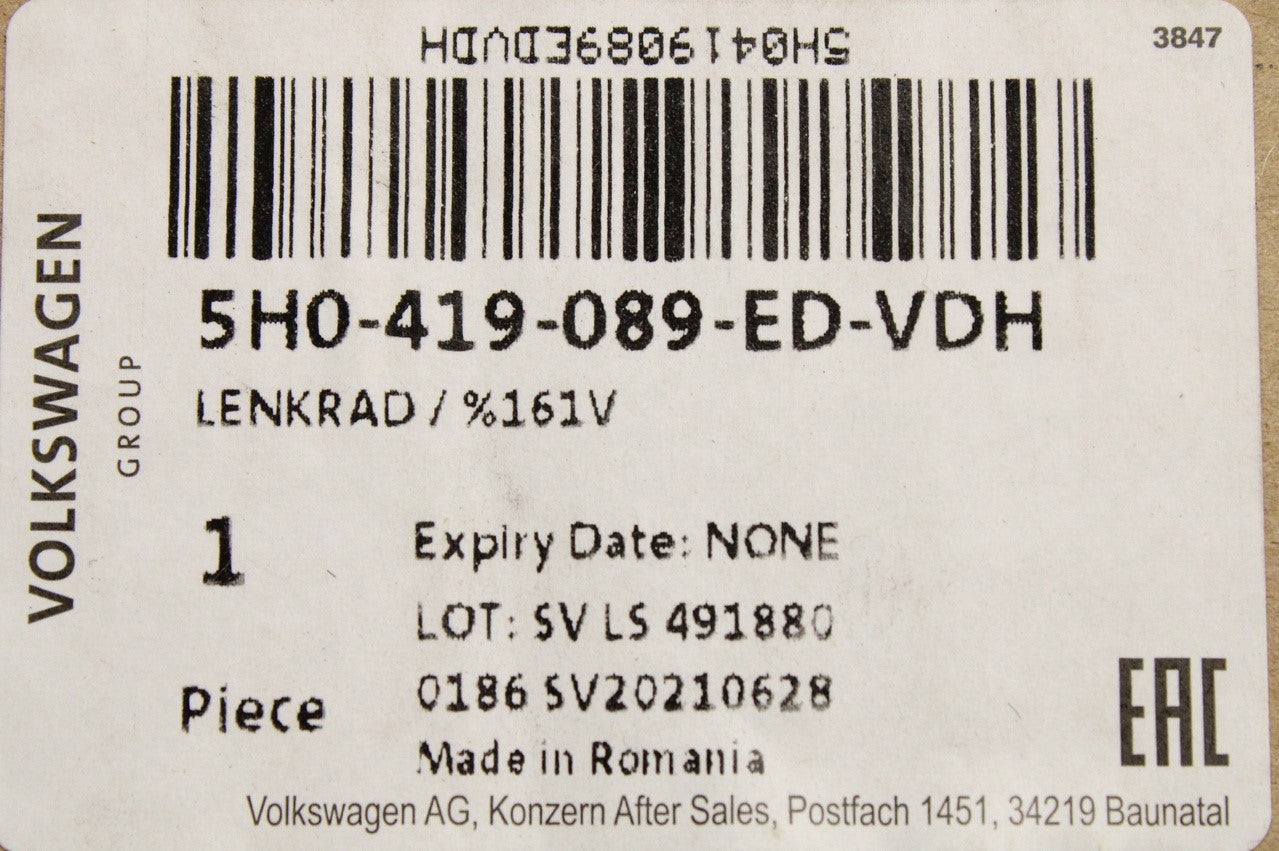 5H0419089EDVDH
3847
VOLKSWAGEN
GROUP
5H0-419-089-ED-VDH
LENKRAD / %161V
1
Expiry Date: NONE
LOT: SV LS 491880
Piece
0186 SV20210628
Made in Romania
EAC
Volkswagen AG, Konzern After Sales, Postfach 1451, 34219 Baunatal